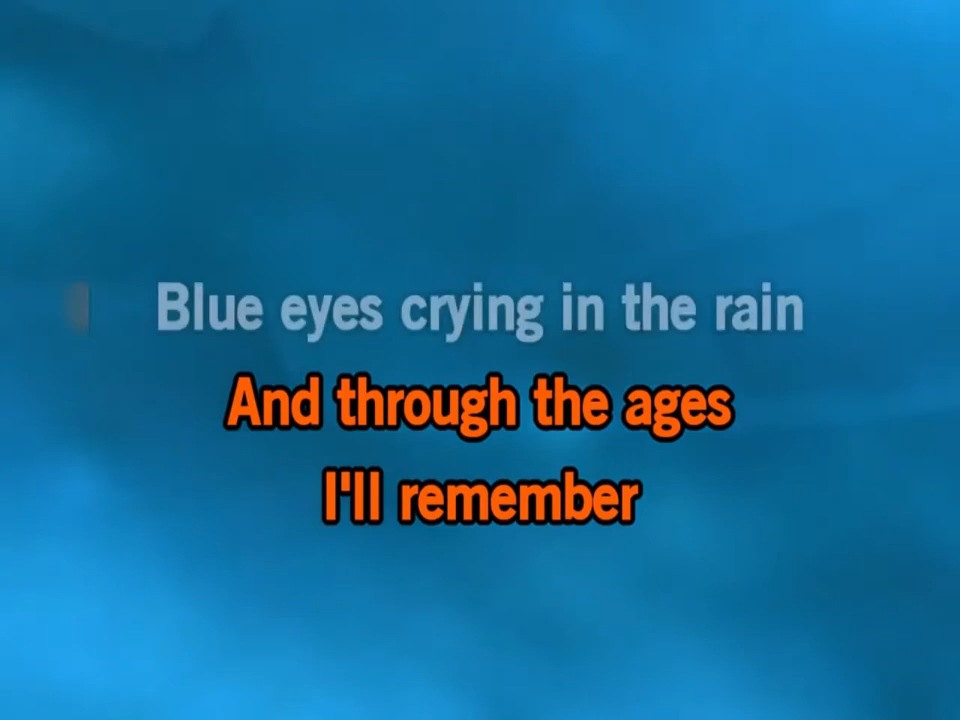 Blue eyes crying in the rain
And through the ages
I'll remember